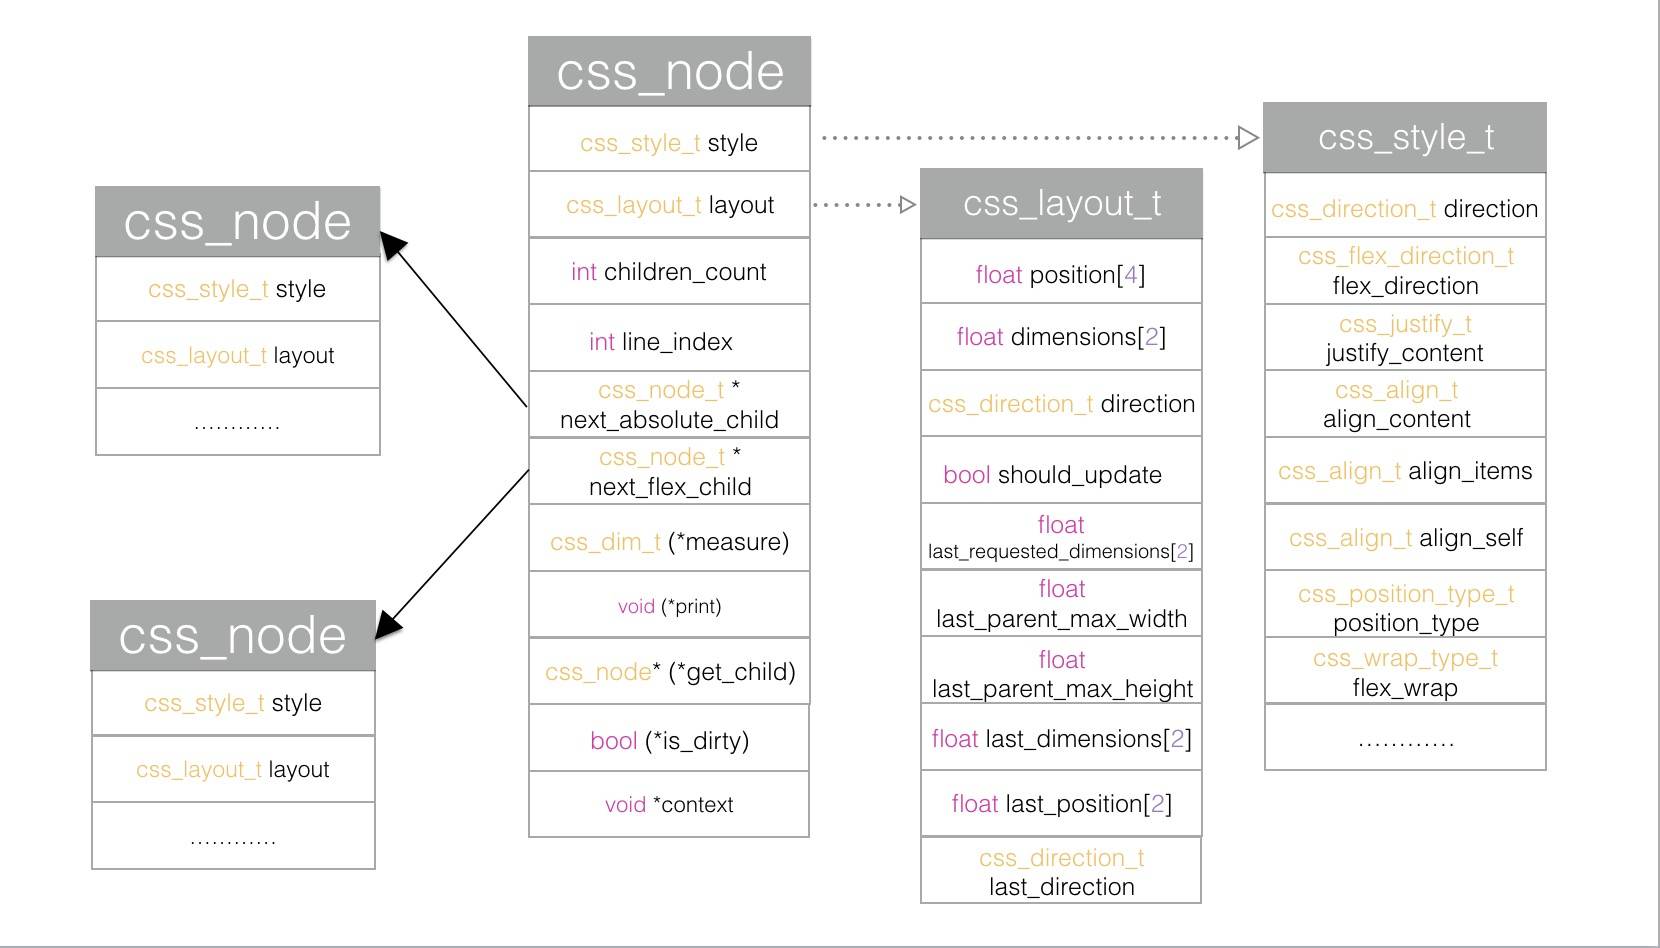 css_node
css_style_t style
css_layout_t layout
............
css_node
css_style_t style
css_layout_t layout
............
css_node
css_style_t style
css_layout_t layout
int children_count
int line_index
css_node_t *
next_absolute_child
css_node_t *
next_flex_child
css_dim_t (*measure)
void (*print)
css_node* (*get_child)
bool (*is_dirty)
void *context
css_layout_t
float position[4]
float dimensions[2]
css_direction_t direction
bool should_update
float
last_requested_dimensions[2]
float
last_parent_max_width
float
last_parent_max_height
float last_dimensions[2]
float last_position[2]
css_direction_t
last_direction
css_style_t
css_direction_t direction
css_flex_direction_t
flex_direction
css_justify_t
justify_content
css_align_t
align_content
css_align_t align_items
css_align_t align_self
css_position_type_t
position_type
css_wrap_type_t
flex_wrap
............